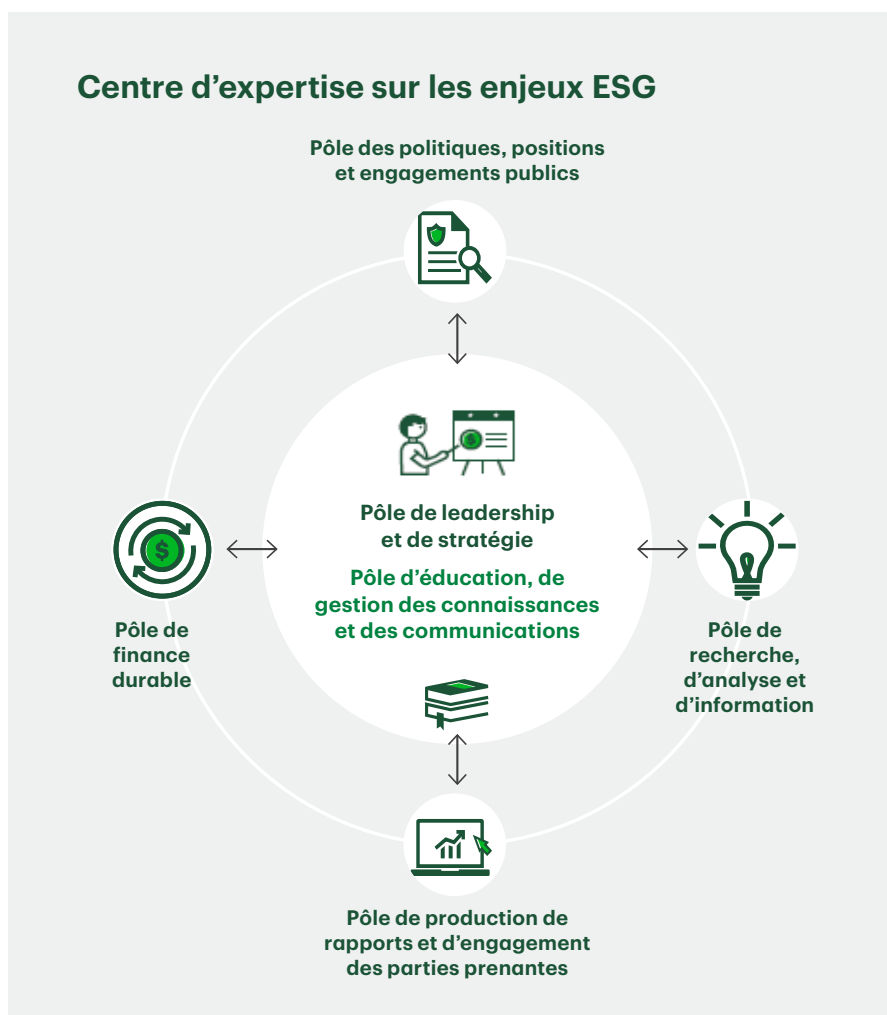 Centre d’expertise sur les enjeux ESG
Pôle des politiques, positions
et engagements publics
Pôle de leadership
et de stratégie
Pôle d’éducation, de
gestion des connaissances
et des communications
Pôle de
finance
durable
Pôle de
recherche,
d’analyse et
d’information
Pôle de production de
rapports et d’engagement
des parties prenantes